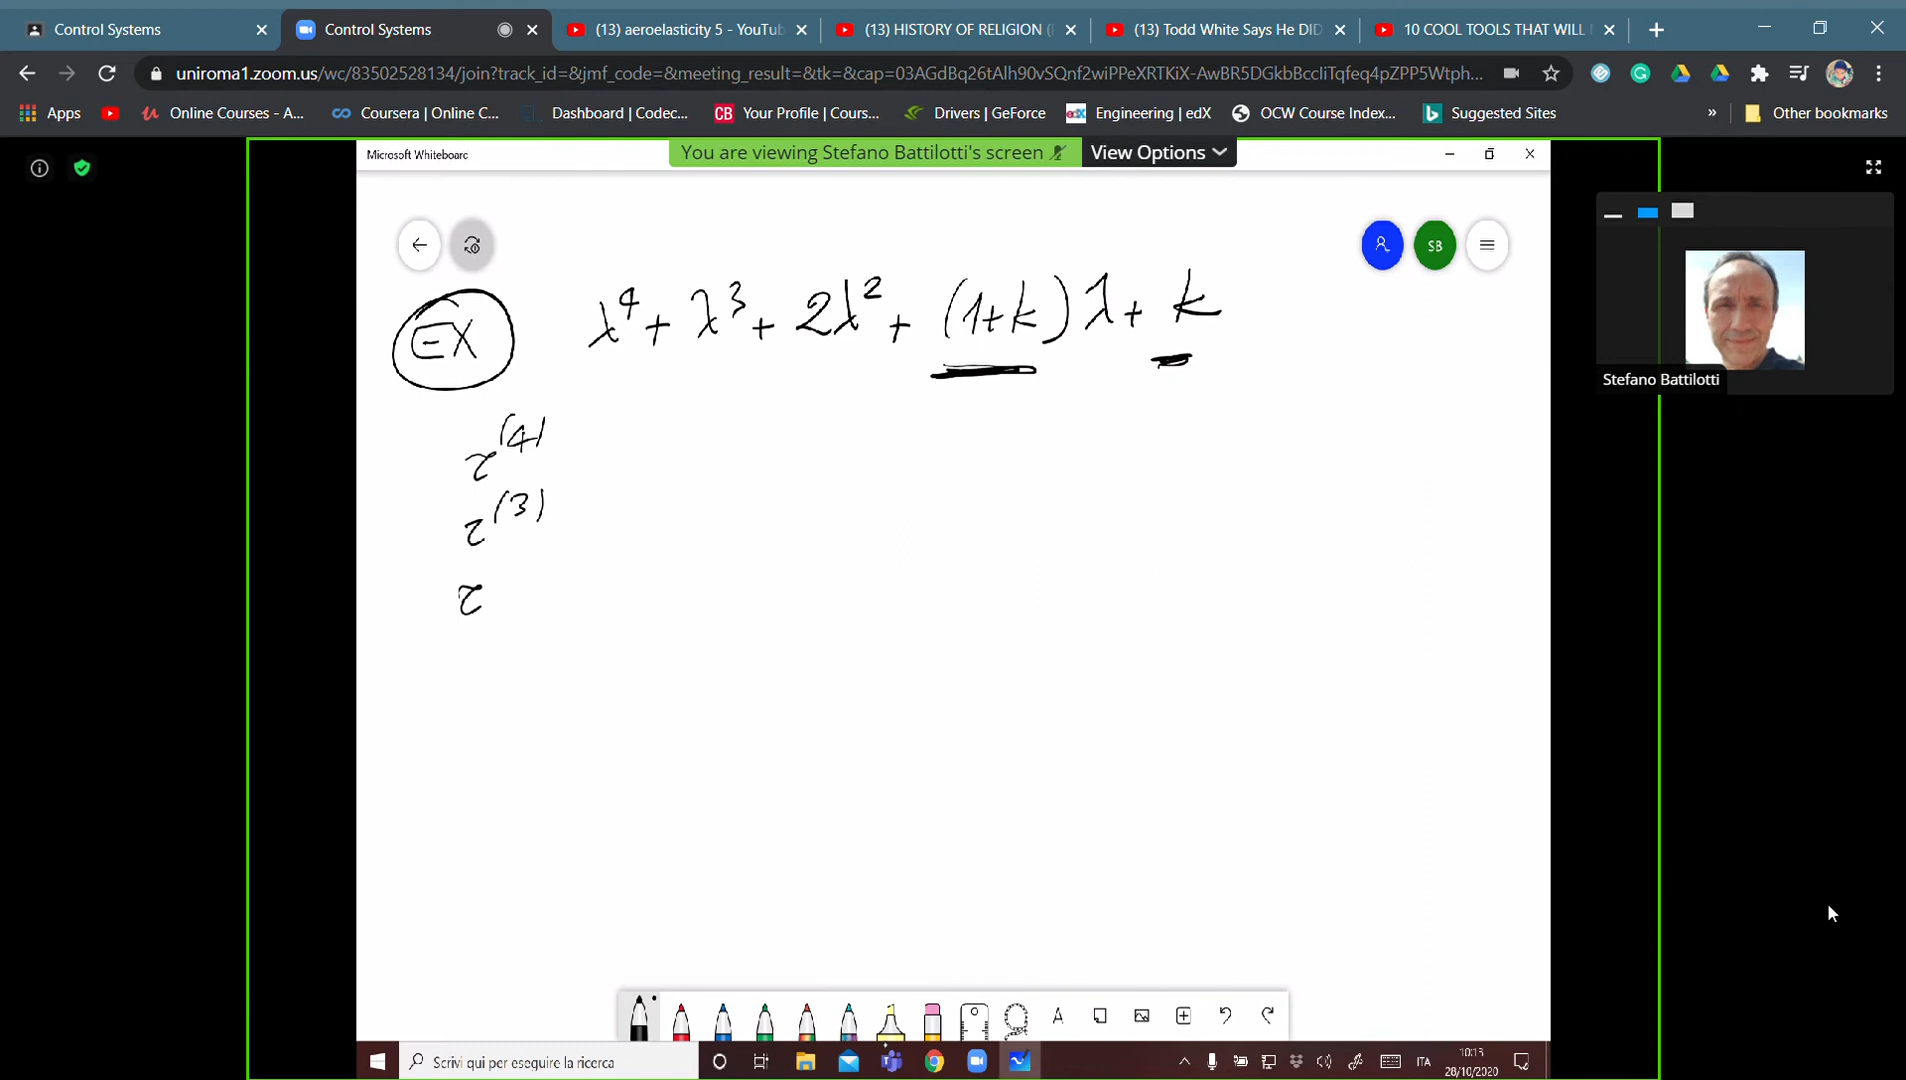 Control Systems
Control Systems
(13) aeroelasticity 5 - YouTub
(13) HISTORY OF RELIGION (
(13) Todd White Says He DID
10 COOL TOOLS THAT WILL
uniroma1.zoom.us/wc/83502528134/join?track_id=&jmf_code=&meeting_result=&tk=&cap=03AGdBq26tAlh90vSQnf2wiPPeXRTKiX-AwBR5DGkbBccIiTqfeq4pZPP5Wtph...
Apps
Online Courses - A...
Coursera | Online C...
Dashboard | Codec...
CB Your Profile | Cours...
Drivers | GeForce
edX Engineering | edX
OCW Course Index...
Suggested Sites
»
Other bookmarks
Microsoft Whiteboard
You are viewing Stefano Battilotti's screen
View Options
SB
EX λ⁴ + λ³ + 2λ² + (1+k) λ + k
Stefano Battilotti
r⁽⁴⁾
r⁽³⁾
r
A
Scrivi qui per eseguire la ricerca
ITA
10:13
28/10/2020